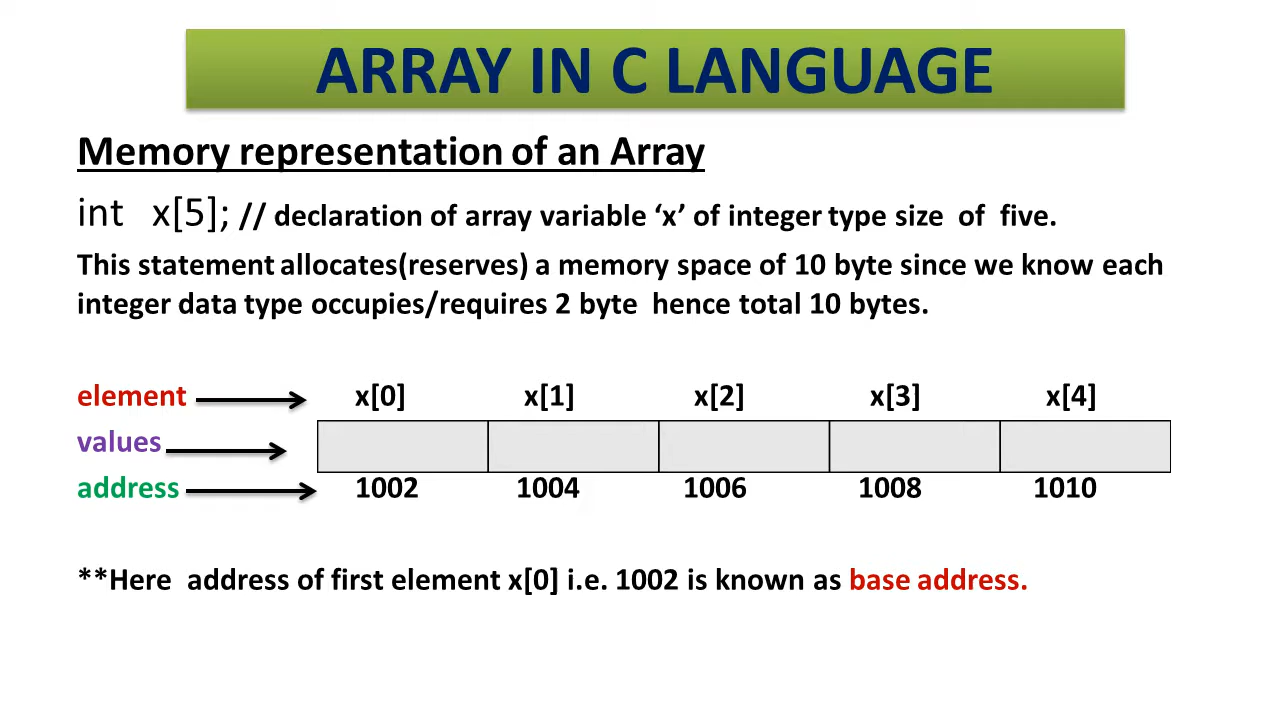 ARRAY IN C LANGUAGE
Memory representation of an Array
int x[5]; // declaration of array variable ‘x’ of integer type size of five.
This statement allocates(reserves) a memory space of 10 byte since we know each
integer data type occupies/requires 2 byte hence total 10 bytes.
element x[0] x[1] x[2] x[3] x[4]
values
address 1002 1004 1006 1008 1010
**Here address of first element x[0] i.e. 1002 is known as base address.